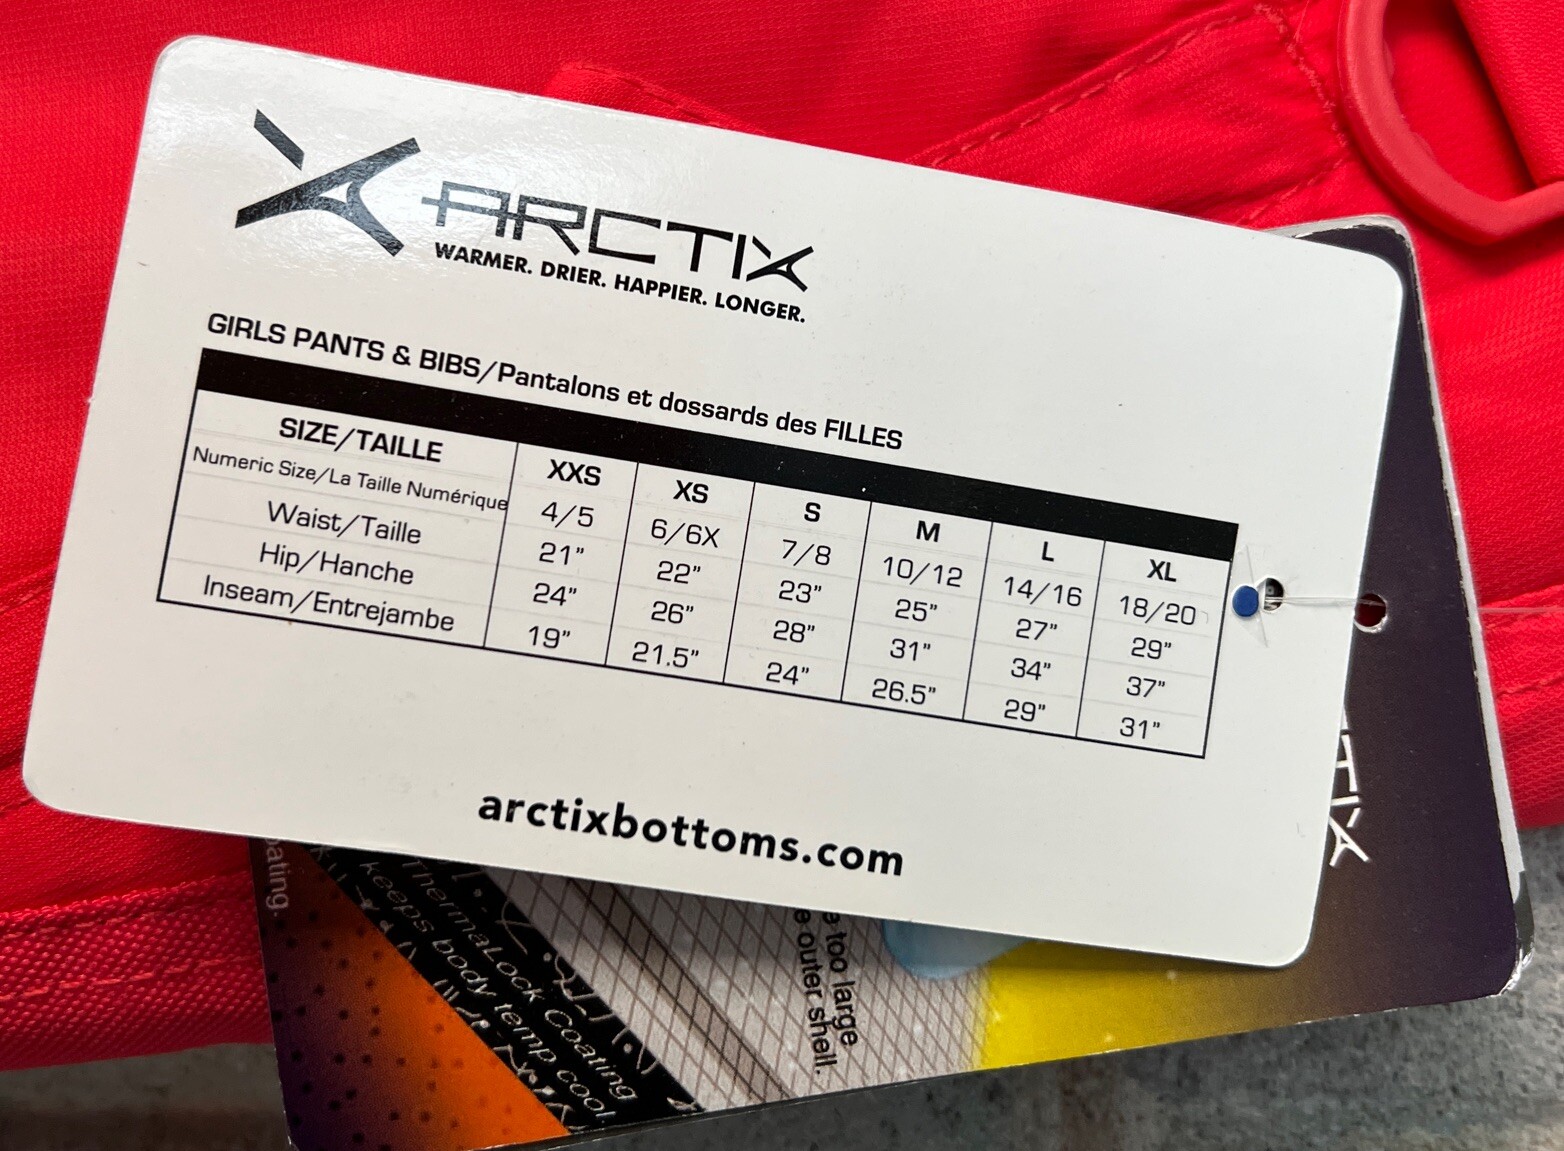 ARCTIX
WARMER. DRIER. HAPPIER. LONGER.
GIRLS PANTS & BIBS/Pantalons et dossards des FILLES
SIZE/TAILLE XXS XS S M L XL
Numeric Size/La Taille Numérique 4/5 6/6X 7/8 10/12 14/16 18/20
Waist/Taille 21" 22" 23" 25" 27" 29"
Hip/Hanche 24" 26" 28" 31" 34" 37"
Inseam/Entrejambe 19" 21.5" 24" 26.5" 29" 31"
arctixbottoms.com
ThermaLock Coating
keeps body temp cool
too large
outer shell.